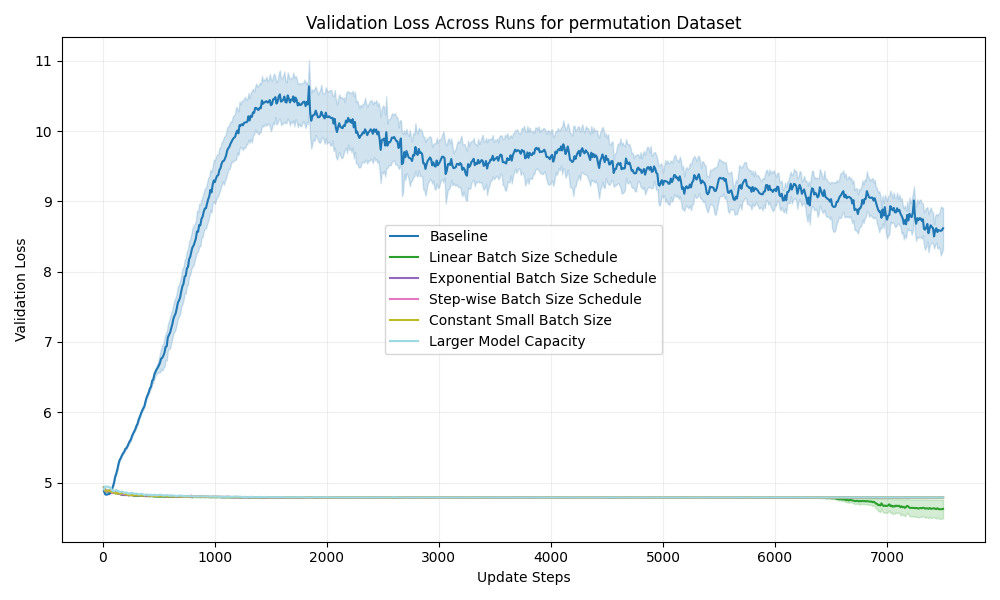 Validation Loss Across Runs for permutation Dataset
Validation Loss
11
10
9
8
7
6
5
Baseline
Linear Batch Size Schedule
Exponential Batch Size Schedule
Step-wise Batch Size Schedule
Constant Small Batch Size
Larger Model Capacity
0 1000 2000 3000 4000 5000 6000 7000
Update Steps